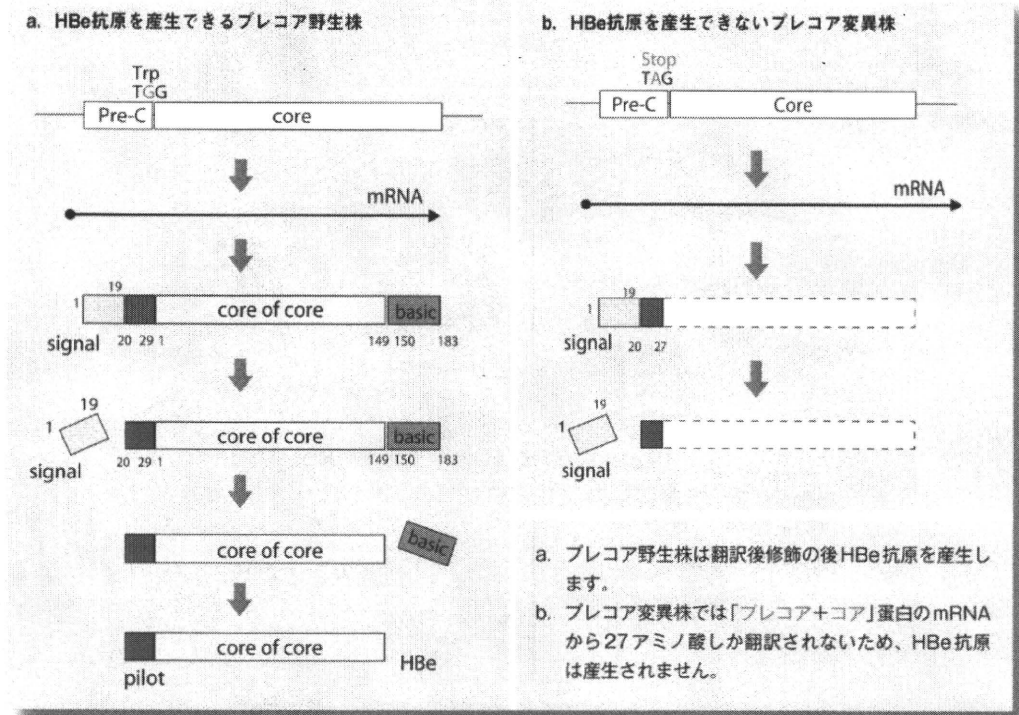 a. HBe抗原を産生できるプレコア野生株
Trp
TGG
Pre-C
core
mRNA
1
19
core of core
basic
signal
20
29
1
149
150
183
1
19
core of core
basic
signal
20
29
1
149
150
183
core of core
basic
core of core
HBe
pilot
b. HBe抗原を産生できないプレコア変異株
Stop
TAG
Pre-C
Core
mRNA
1
19
signal
20
27
1
19
signal
a. プレコア野生株は翻訳後修飾の後HBe抗原を産生し
ます。
b. プレコア変異株では「プレコア+コア」蛋白のmRNA
から27アミノ酸しか翻訳されないため、HBe抗原
は産生されません。